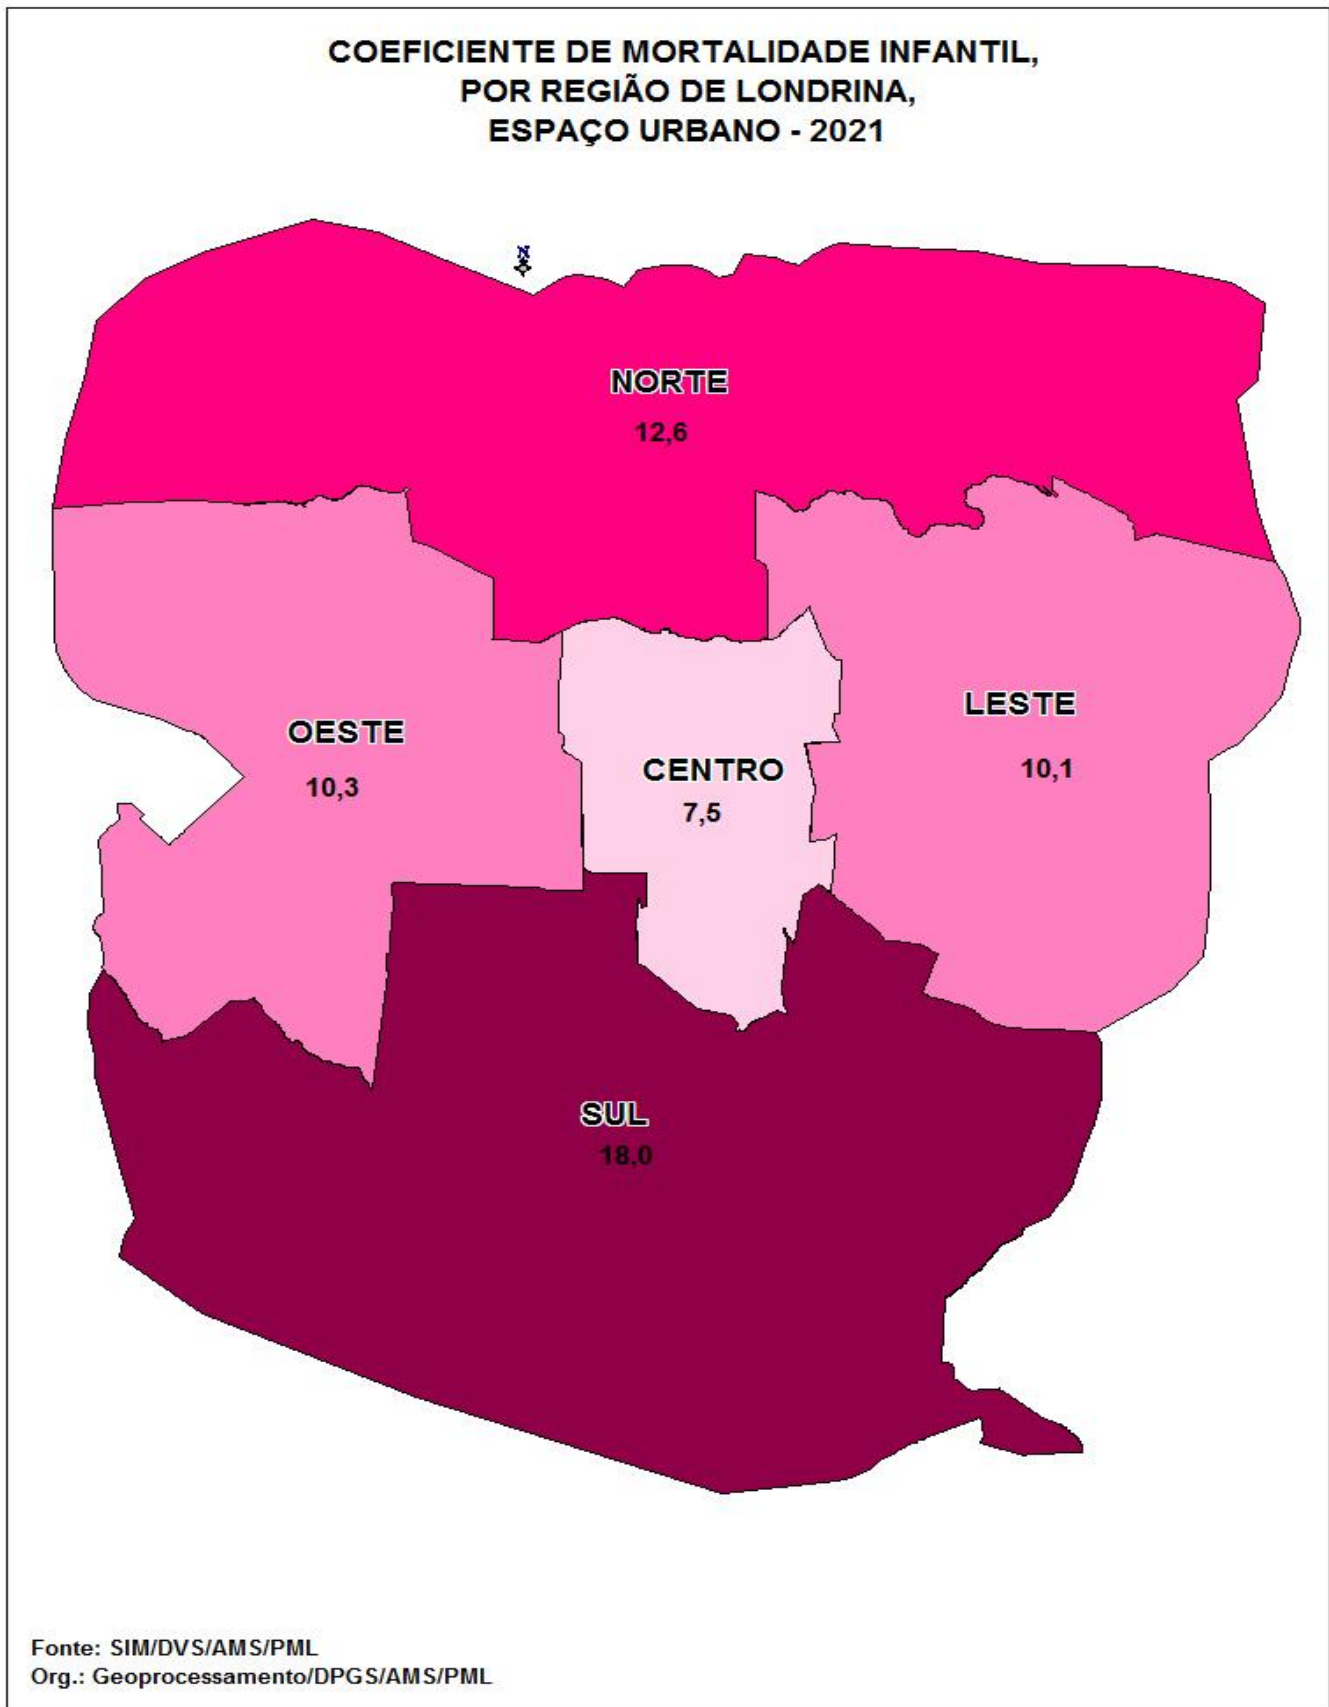 COEFICIENTE DE MORTALIDADE INFANTIL,
POR REGIÃO DE LONDRINA,
ESPAÇO URBANO - 2021
N
NORTE
12,6
OESTE
10,3
LESTE
10,1
CENTRO
7,5
SUL
18,0
Fonte: SIM/DVS/AMS/PML
Org.: Geoprocessamento/DPGS/AMS/PML